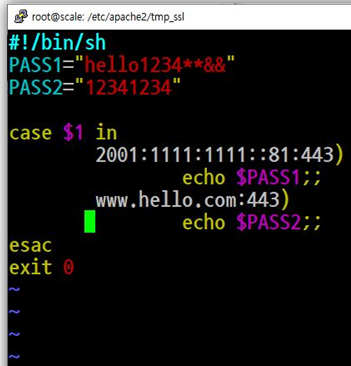 root@scale: /etc/apache2/tmp_ssl
#!/bin/sh
PASS1="hello1234**&&"
PASS2="12341234"
case $1 in
2001:1111:1111::81:443)
echo $PASS1;;
www.hello.com:443)
echo $PASS2;;
esac
exit 0
~
~
~
~